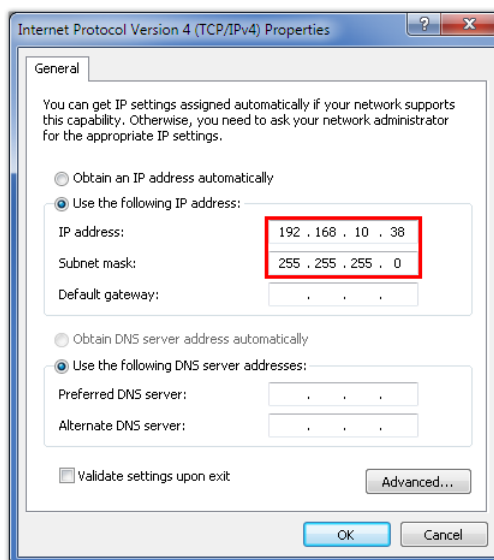 Internet Protocol Version 4 (TCP/IPv4) Properties
General
You can get IP settings assigned automatically if your network supports
this capability. Otherwise, you need to ask your network administrator
for the appropriate IP settings.
Obtain an IP address automatically
Use the following IP address:
IP address: 192 . 168 . 10 . 38
Subnet mask: 255 . 255 . 255 . 0
Default gateway: . . .
Obtain DNS server address automatically
Use the following DNS server addresses:
Preferred DNS server: . . .
Alternate DNS server: . . .
Validate settings upon exit
Advanced...
OK Cancel